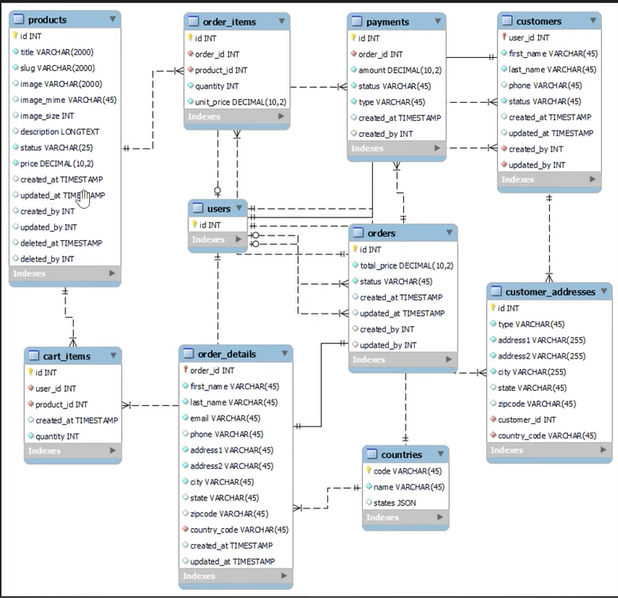 products
id INT
title VARCHAR(2000)
slug VARCHAR(2000)
image VARCHAR(2000)
image_mime VARCHAR(45)
image_size INT
description LONGTEXT
status VARCHAR(25)
price DECIMAL (10,2)
created_at TIMESTAMP
updated_at TIMESTAMP
created_by INT
updated_by INT
deleted_at TIMESTAMP
deleted_by INT
Indexes
order_items
id INT
order_id INT
product_id INT
quantity INT
unit_price DECIMAL(10,2)
Indexes
payments
id INT
order_id INT
amount DECIMAL(10,2)
status VARCHAR(45)
type VARCHAR(45)
created_at TIMESTAMP
created_by INT
Indexes
customers
user_id INT
first_name VARCHAR(45)
last_name VARCHAR(45)
phone VARCHAR(45)
status VARCHAR(45)
created_at TIMESTAMP
updated_at TIMESTAMP
created_by INT
updated_by INT
Indexes
users
id INT
Indexes
orders
id INT
total_price DECIMAL(10,2)
status VARCHAR(45)
created_at TIMESTAMP
updated_at TIMESTAMP
created_by INT
updated_by INT
Indexes
customer_addresses
id INT
type VARCHAR(45)
address1 VARCHAR(255)
address2 VARCHAR(255)
city VARCHAR(255)
state VARCHAR(45)
zipcode VARCHAR(45)
customer_id INT
country_code VARCHAR(45)
Indexes
cart_items
id INT
user_id INT
product_id INT
created_at TIMESTAMP
quantity INT
Indexes
order_details
order_id INT
first_name VARCHAR(45)
last_name VARCHAR(45)
email VARCHAR(45)
phone VARCHAR(45)
address1 VARCHAR(45)
address2 VARCHAR(45)
city VARCHAR(45)
state VARCHAR(45)
zipcode VARCHAR(45)
country_code VARCHAR(45)
created_at TIMESTAMP
updated_at TIMESTAMP
Indexes
countries
code VARCHAR(45)
name VARCHAR(45)
states JSON
Indexes